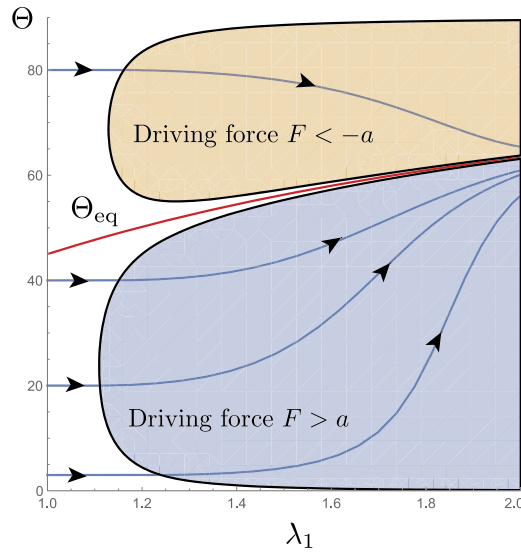 Θ
80
Driving force F < −a
60
Θeq
40
20
Driving force F > a
0
1.0 1.2 1.4 1.6 1.8 2.0
λ1